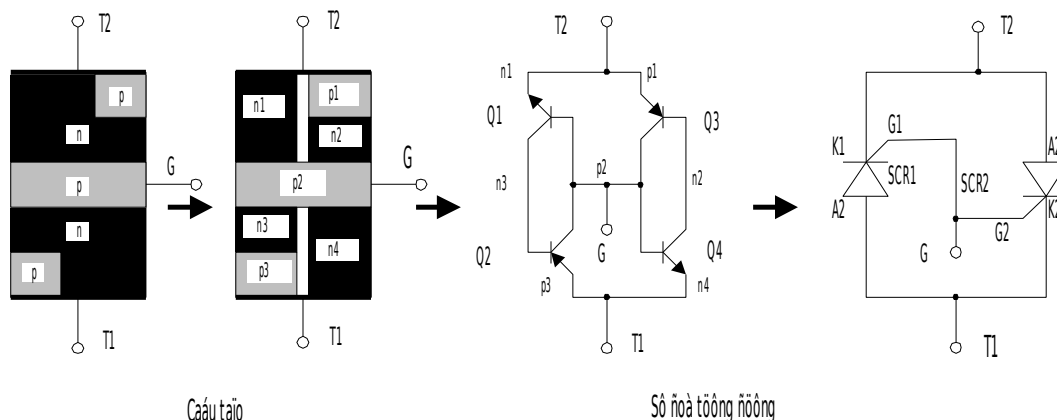 T2 T2 T2 T2
p n1 p1 n1 p1
n n2 Q1 Q3 G1
G G K1 A2
p p2 n3 p2 n2 SCR1 SCR2
A2 K2
n n3 n4 Q2 G Q4 G G2
p p3 p3 n4
T1 T1 T1 T1
Caáu taïo Sô ñoà töông ñöông